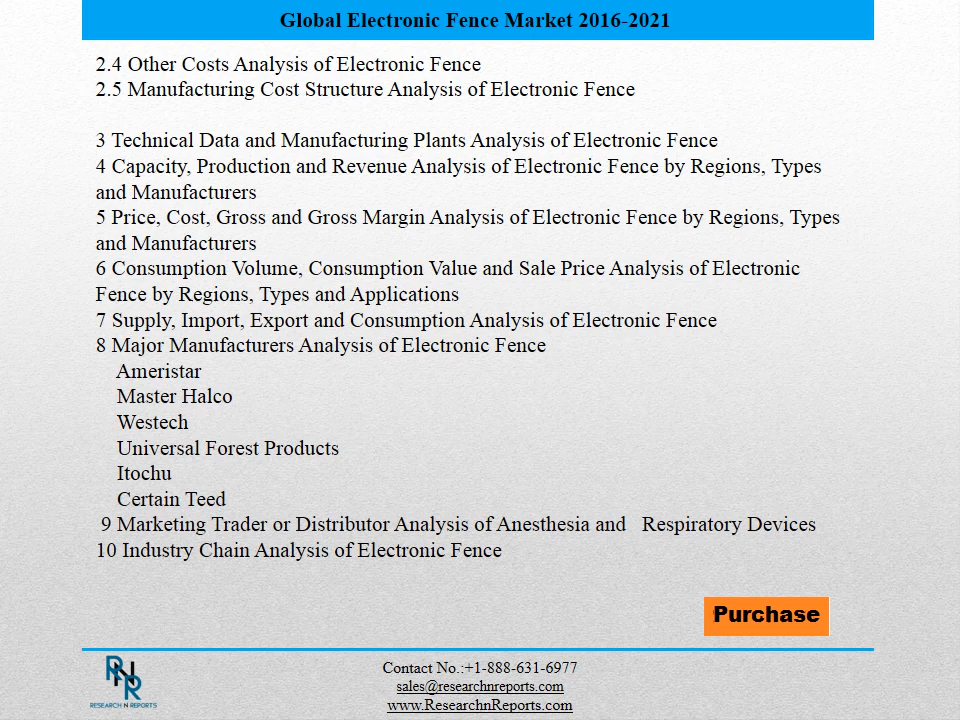 Global Electronic Fence Market 2016-2021
2.4 Other Costs Analysis of Electronic Fence
2.5 Manufacturing Cost Structure Analysis of Electronic Fence
3 Technical Data and Manufacturing Plants Analysis of Electronic Fence
4 Capacity, Production and Revenue Analysis of Electronic Fence by Regions, Types
and Manufacturers
5 Price, Cost, Gross and Gross Margin Analysis of Electronic Fence by Regions, Types
and Manufacturers
6 Consumption Volume, Consumption Value and Sale Price Analysis of Electronic
Fence by Regions, Types and Applications
7 Supply, Import, Export and Consumption Analysis of Electronic Fence
8 Major Manufacturers Analysis of Electronic Fence
Ameristar
Master Halco
Westech
Universal Forest Products
Itochu
Certain Teed
9 Marketing Trader or Distributor Analysis of Anesthesia and Respiratory Devices
10 Industry Chain Analysis of Electronic Fence
Purchase
RNR
RESEARCH N REPORTS
Contact No.:+1-888-631-6977
sales@researchnreports.com
www.ResearchnReports.com